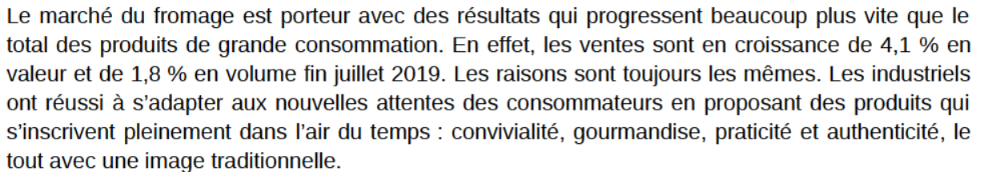 Le marché du fromage est porteur avec des résultats qui progressent beaucoup plus vite que le
total des produits de grande consommation. En effet, les ventes sont en croissance de 4,1 % en
valeur et de 1,8 % en volume fin juillet 2019. Les raisons sont toujours les mêmes. Les industriels
ont réussi à s’adapter aux nouvelles attentes des consommateurs en proposant des produits qui
s’inscrivent pleinement dans l’air du temps : convivialité, gourmandise, praticité et authenticité, le
tout avec une image traditionnelle.